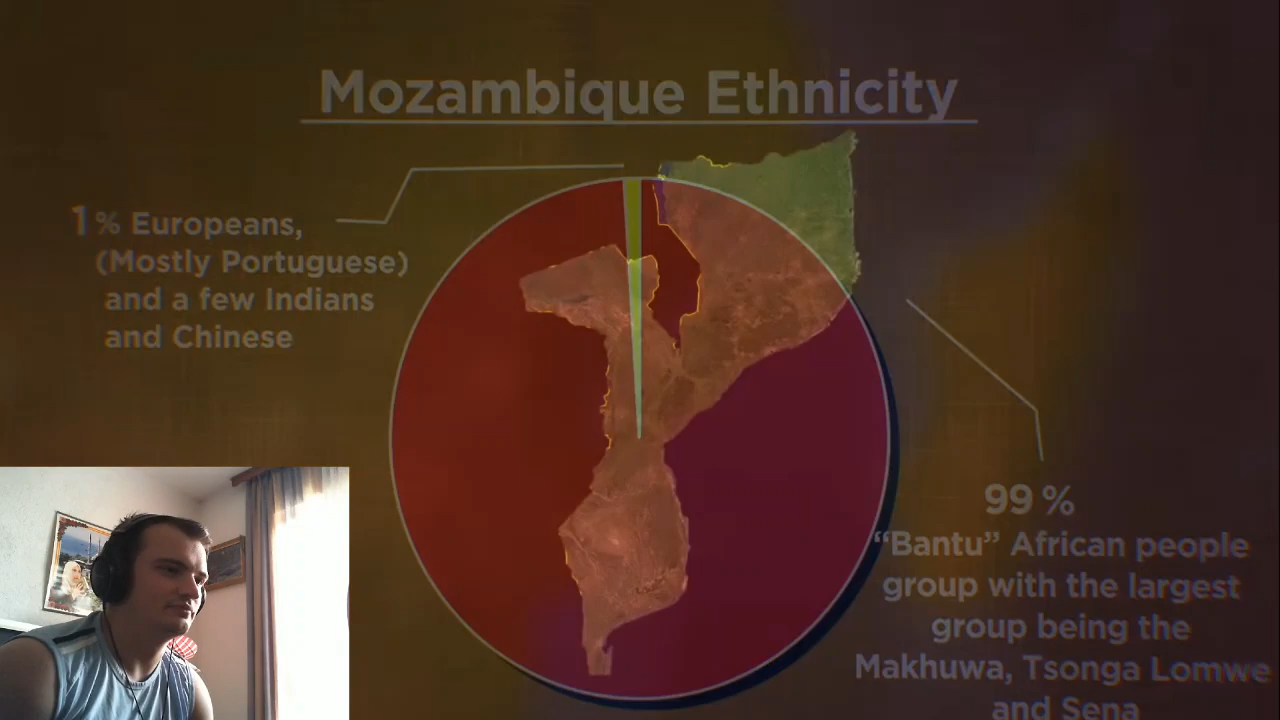 Mozambique Ethnicity
1% Europeans,
(Mostly Portuguese)
and a few Indians
and Chinese
99%
“Bantu” African people
group with the largest
group being the
Makhuwa, Tsonga Lomwe
and Sena